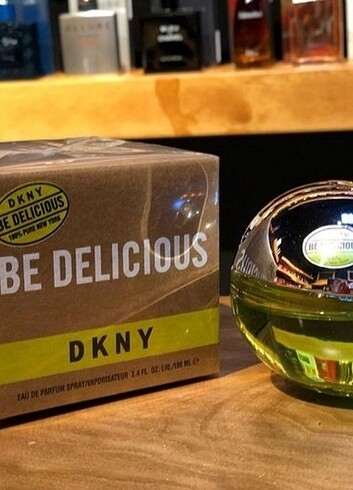 ALLURE
DKNY
BE DELICIOUS
100% PURE NEW YORK
BE DELICIOUS
DKNY
EAU DE PARFUM SPRAY/VAPORISATEUR 3.4 FL. OZ. LIQ./100 ML ℮
BE DELICIOUS